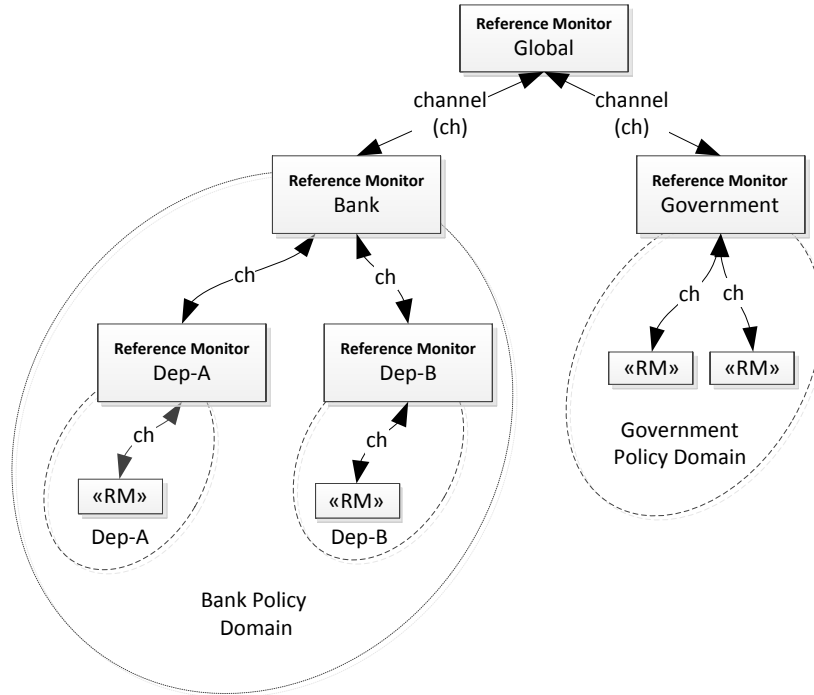 Reference Monitor
Global
channel
(ch)
channel
(ch)
Reference Monitor
Bank
Reference Monitor
Government
ch
ch
ch
ch
Reference Monitor
Dep-A
Reference Monitor
Dep-B
«RM»
«RM»
ch
ch
Government
Policy Domain
«RM»
«RM»
Dep-A
Dep-B
Bank Policy
Domain